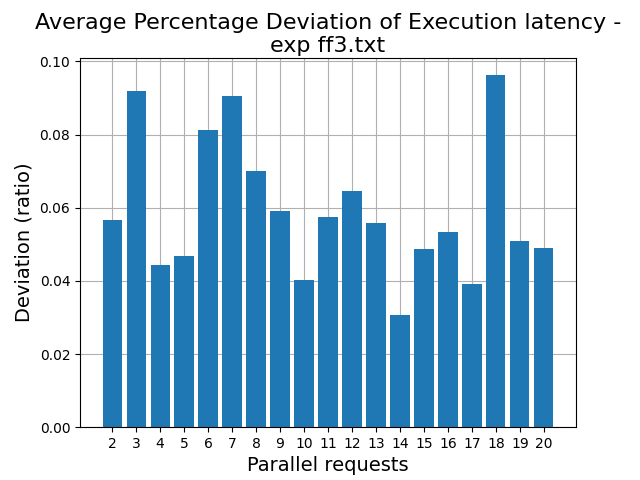 Average Percentage Deviation of Execution latency -
exp ff3.txt
Deviation (ratio)
0.10
0.08
0.06
0.04
0.02
0.00
2 3 4 5 6 7 8 9 10 11 12 13 14 15 16 17 18 19 20
Parallel requests